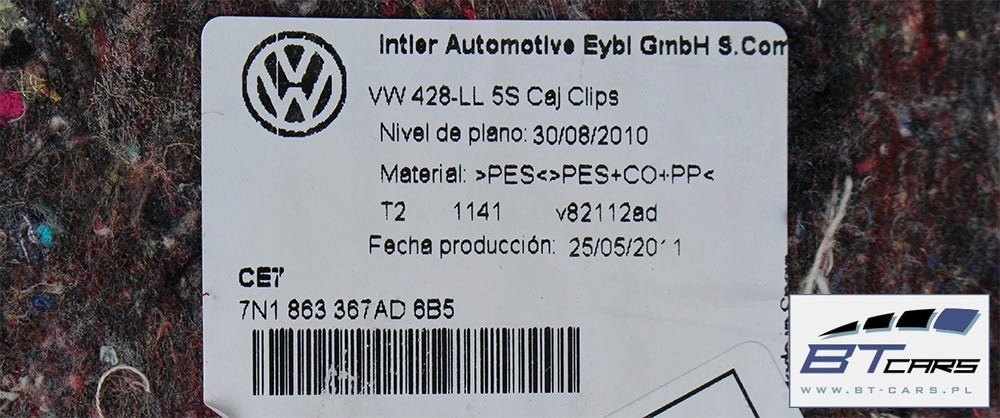 Intier Automotive Eybl GmbH S.Com
VW 428-LL 5S Caj Clips
Nivel de plano: 30/08/2010
Material: >PES<>PES+CO+PP<
T2 1141 v82112ad
Fecha producción: 25/05/2011
CE7
7N1 863 367AD 6B5
BT CARS
WWW.BT-CARS.PL